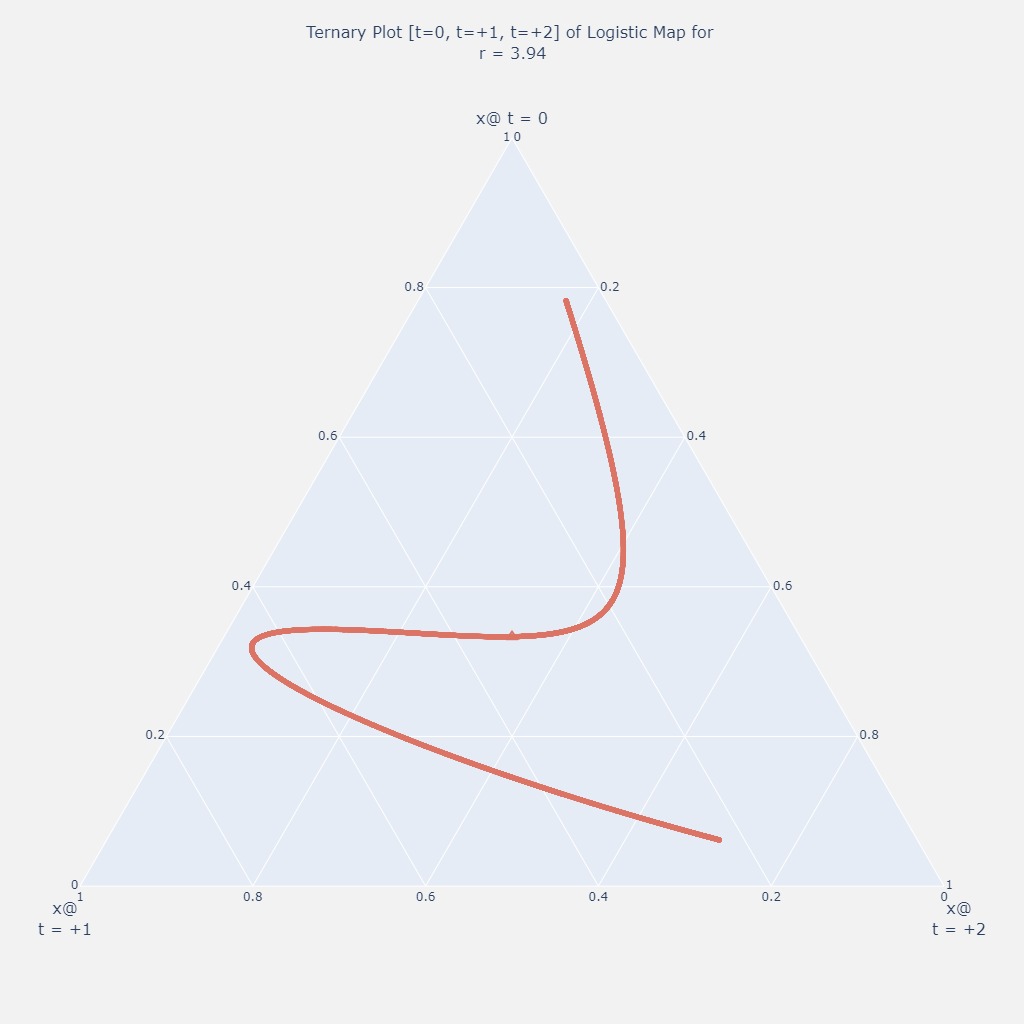 Ternary Plot [t=0, t=+1, t=+2] of Logistic Map for
r = 3.94
x@ t = 0
1 0
0.8 0.2
0.6 0.4
0.4 0.6
0.2 0.8
0 1
1 0.8 0.6 0.4 0.2 0
x@ x@
t = +1 t = +2